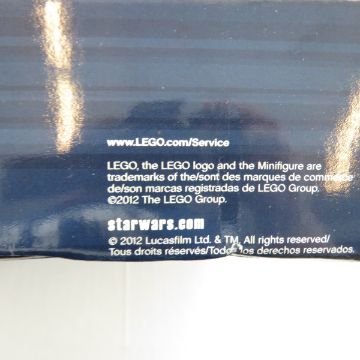 www.LEGO.com/Service
LEGO, the LEGO logo and the Minifigure are
trademarks of the/sont des marques de commerce
de/son marcas registradas de LEGO Group.
©2012 The LEGO Group.
starwars.com
© 2012 Lucasfilm Ltd. & TM. All rights reserved/
Tous droits réservés/Todos los derechos reservados.